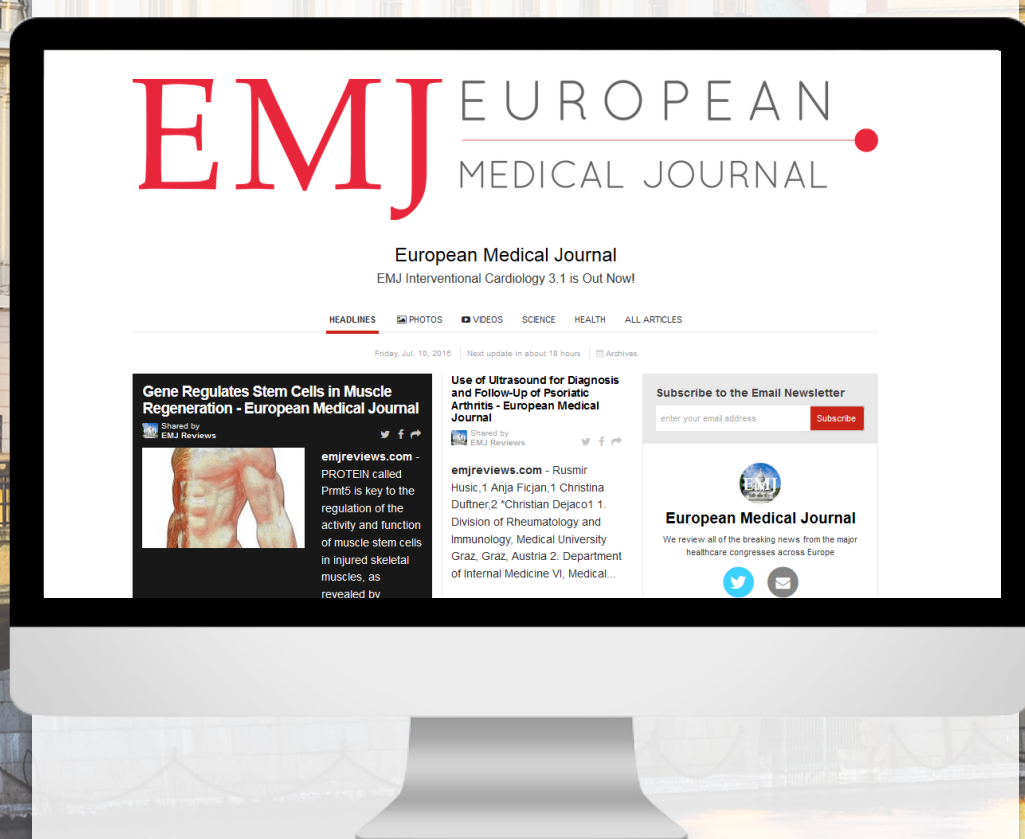 EMJ
EUROPEAN
MEDICAL JOURNAL
European Medical Journal
EMJ Interventional Cardiology 3.1 is Out Now!
HEADLINES PHOTOS VIDEOS SCIENCE HEALTH ALL ARTICLES
Friday, Jul. 10, 2015 Next update in about 18 hours Archives
Gene Regulates Stem Cells in Muscle
Regeneration - European Medical Journal
Shared by
EMJ Reviews
emjreviews.com -
PROTEIN called
Prmt5 is key to the
regulation of the
activity and function
of muscle stem cells
in injured skeletal
muscles, as
revealed by
Use of Ultrasound for Diagnosis
and Follow-Up of Psoriatic
Arthritis - European Medical
Journal
Shared by
EMJ Reviews
emjreviews.com - Rusmir
Husic,1 Anja Ficjan,1 Christina
Duftner,2 *Christian Dejaco1 1.
Division of Rheumatology and
Immunology, Medical University
Graz, Graz, Austria 2. Department
of Internal Medicine VI, Medical...
Subscribe to the Email Newsletter
enter your email address Subscribe
EMJ
European Medical Journal
We review all of the breaking news from the major
healthcare congresses across Europe